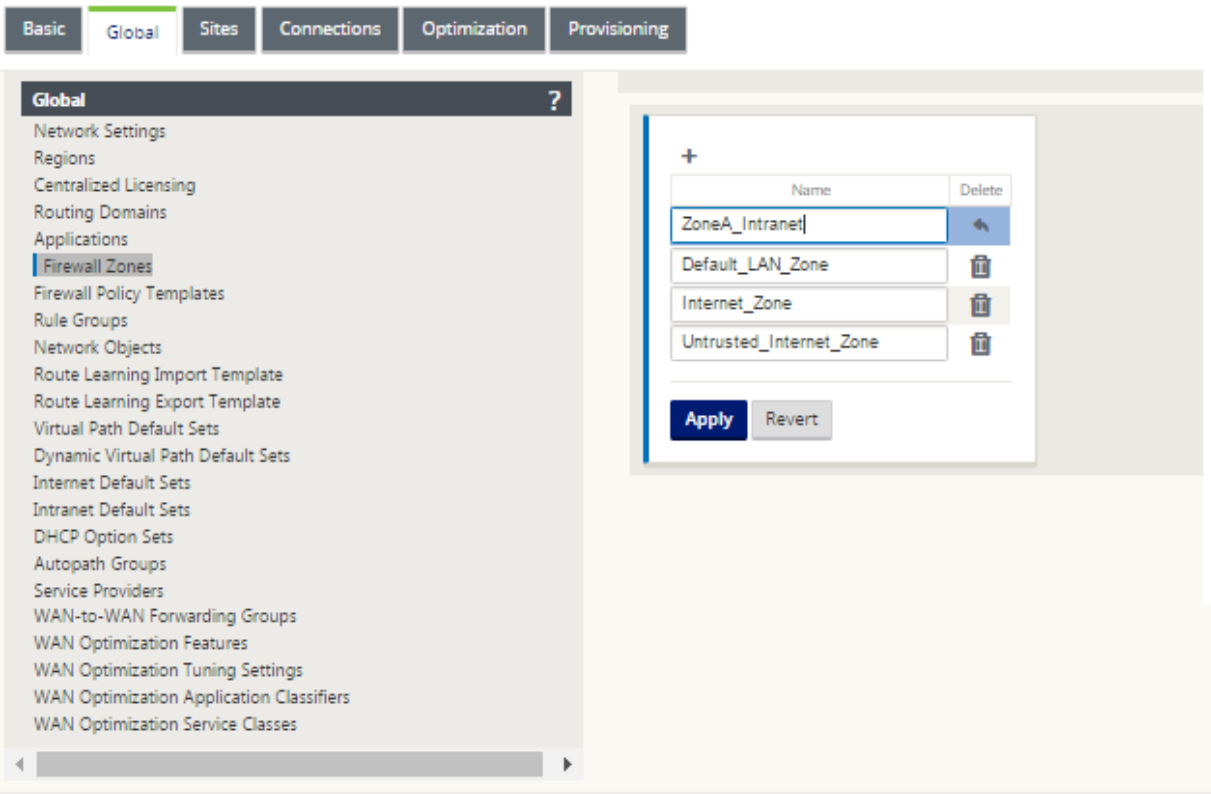 Basic Global Sites Connections Optimization Provisioning
Global ?
Network Settings
Regions
Centralized Licensing
Routing Domains
Applications
Firewall Zones
Firewall Policy Templates
Rule Groups
Network Objects
Route Learning Import Template
Route Learning Export Template
Virtual Path Default Sets
Dynamic Virtual Path Default Sets
Internet Default Sets
Intranet Default Sets
DHCP Option Sets
Autopath Groups
Service Providers
WAN-to-WAN Forwarding Groups
WAN Optimization Features
WAN Optimization Tuning Settings
WAN Optimization Application Classifiers
WAN Optimization Service Classes
+
Name Delete
ZoneA_Intranet
Default_LAN_Zone
Internet_Zone
Untrusted_Internet_Zone
Apply Revert